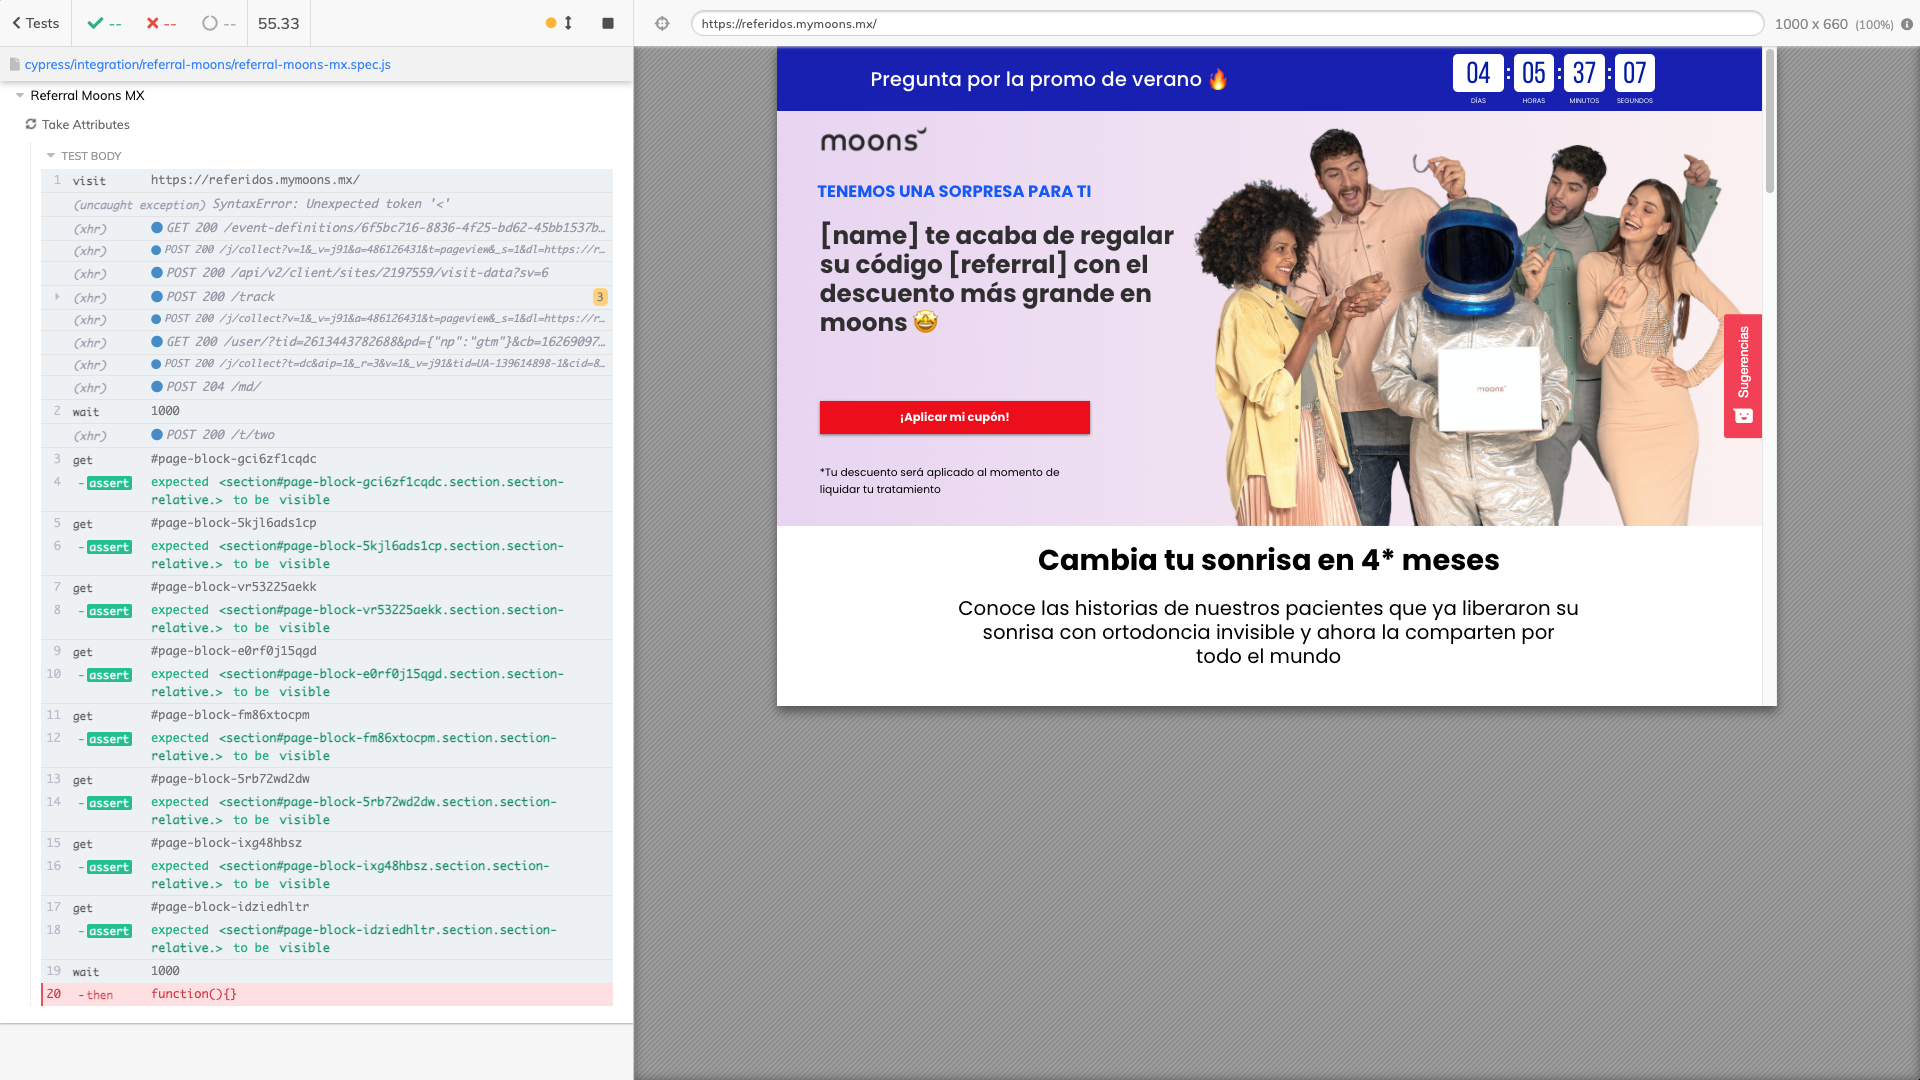 Tests
--
--
--
55.33
https://referidos.mymoons.mx/
1000 x 660 (100%)
cypress/integration/referral-moons/referral-moons-mx.spec.js
Referral Moons MX
Take Attributes
TEST BODY
1 visit https://referidos.mymoons.mx/
(uncaught exception) SyntaxError: Unexpected token '<'
(xhr) GET 200 /event-definitions/6f5bc716-8836-4f25-bd62-45bb1537b...
(xhr) POST 200 /j/collect?v=1&_v=j91&a=486126431&t=pageview&_s=1&dl=https://r...
(xhr) POST 200 /api/v2/client/sites/2197559/visit-data?sv=6
(xhr) POST 200 /track 3
(xhr) POST 200 /j/collect?v=1&_v=j91&a=486126431&t=pageview&_s=1&dl=https://r...
(xhr) GET 200 /user/?tid=2613443782688&pd={"np":"gtm"}&cb=16269097...
(xhr) POST 200 /j/collect?t=dc&aip=1&_r=3&v=1&_v=j91&tid=UA-139614898-1&cid=8...
(xhr) POST 204 /md/
2 wait 1000
(xhr) POST 200 /t/two
3 get #page-block-gci6zf1cqdc
4 -assert expected <section#page-block-gci6zf1cqdc.section.section-
relative.> to be visible
5 get #page-block-5kjl6ads1cp
6 -assert expected <section#page-block-5kjl6ads1cp.section.section-
relative.> to be visible
7 get #page-block-vr53225aekk
8 -assert expected <section#page-block-vr53225aekk.section.section-
relative.> to be visible
9 get #page-block-e0rf0j15qgd
10 -assert expected <section#page-block-e0rf0j15qgd.section.section-
relative.> to be visible
11 get #page-block-fm86xtocpm
12 -assert expected <section#page-block-fm86xtocpm.section.section-
relative.> to be visible
13 get #page-block-5rb72wd2dw
14 -assert expected <section#page-block-5rb72wd2dw.section.section-
relative.> to be visible
15 get #page-block-ixg48hbsz
16 -assert expected <section#page-block-ixg48hbsz.section.section-
relative.> to be visible
17 get #page-block-idziedhltr
18 -assert expected <section#page-block-idziedhltr.section.section-
relative.> to be visible
19 wait 1000
20 -then function(){}
Pregunta por la promo de verano 🔥
04 : 05 : 37 : 07
DÍAS HORAS MINUTOS SEGUNDOS
moons
TENEMOS UNA SORPRESA PARA TI
[name] te acaba de regalar
su código [referral] con el
descuento más grande en
moons 🤩
¡Aplicar mi cupón!
*Tu descuento será aplicado al momento de
liquidar tu tratamiento
moons
Sugerencias
Cambia tu sonrisa en 4* meses
Conoce las historias de nuestros pacientes que ya liberaron su
sonrisa con ortodoncia invisible y ahora la comparten por
todo el mundo